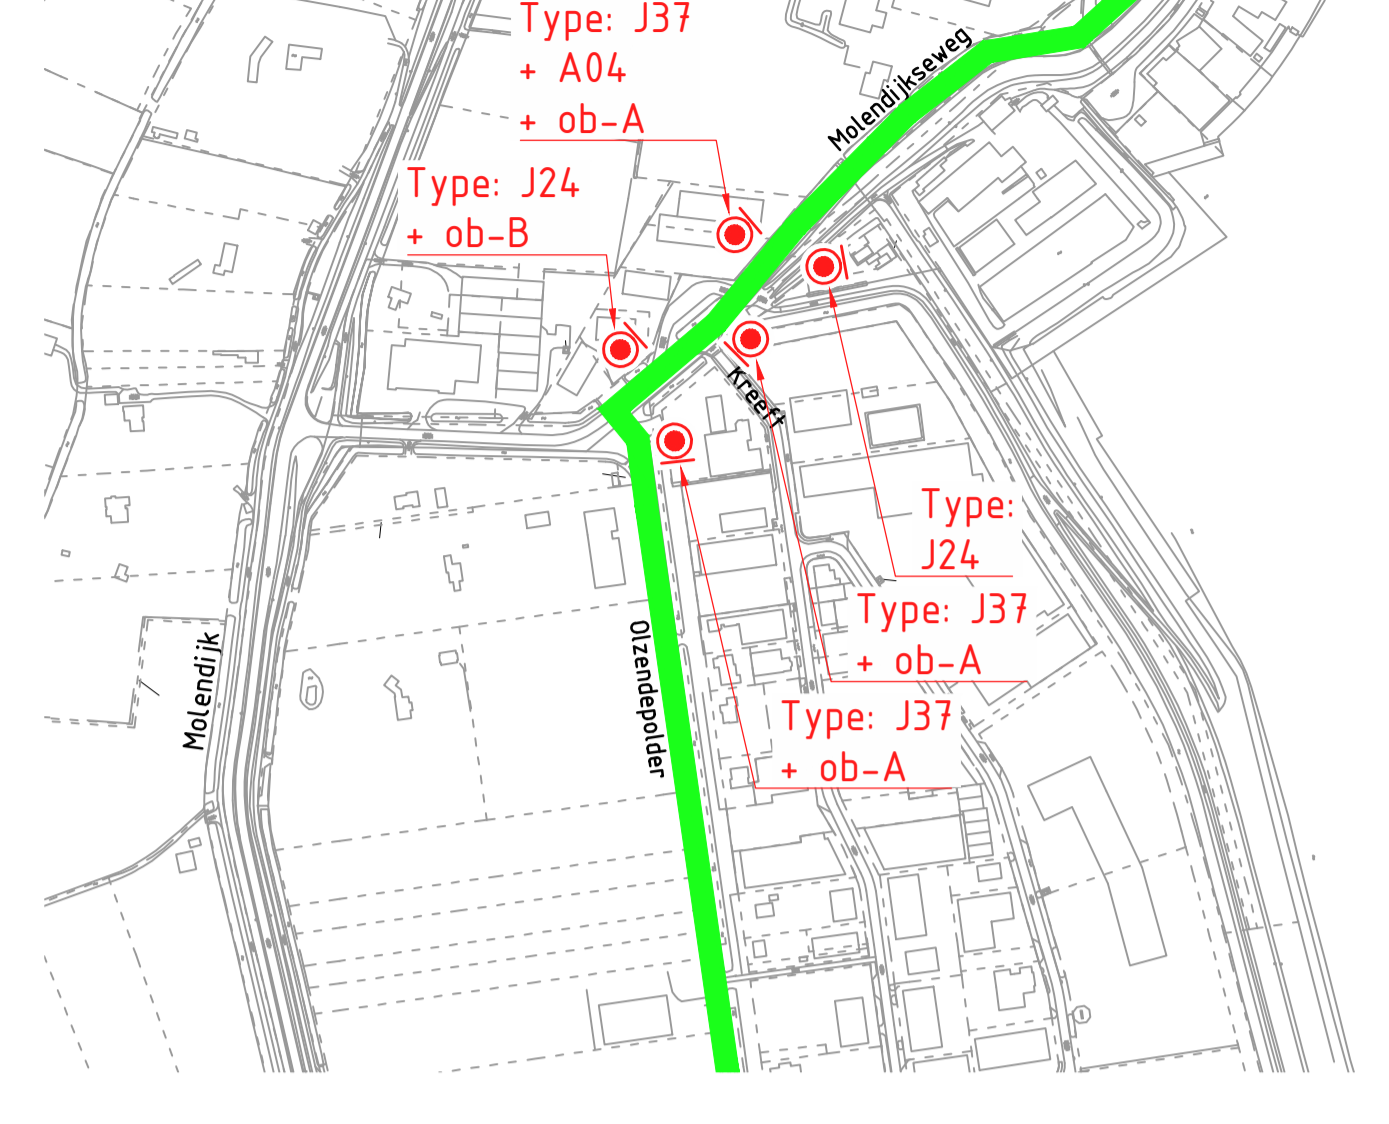 Type: J37
+ A04
+ ob-A
Molendijkseweg
Type: J24
+ ob-B
Kreeft
Type:
J24
Type: J37
+ ob-A
Olzendepolder
Molendijk
Type: J37
+ ob-A